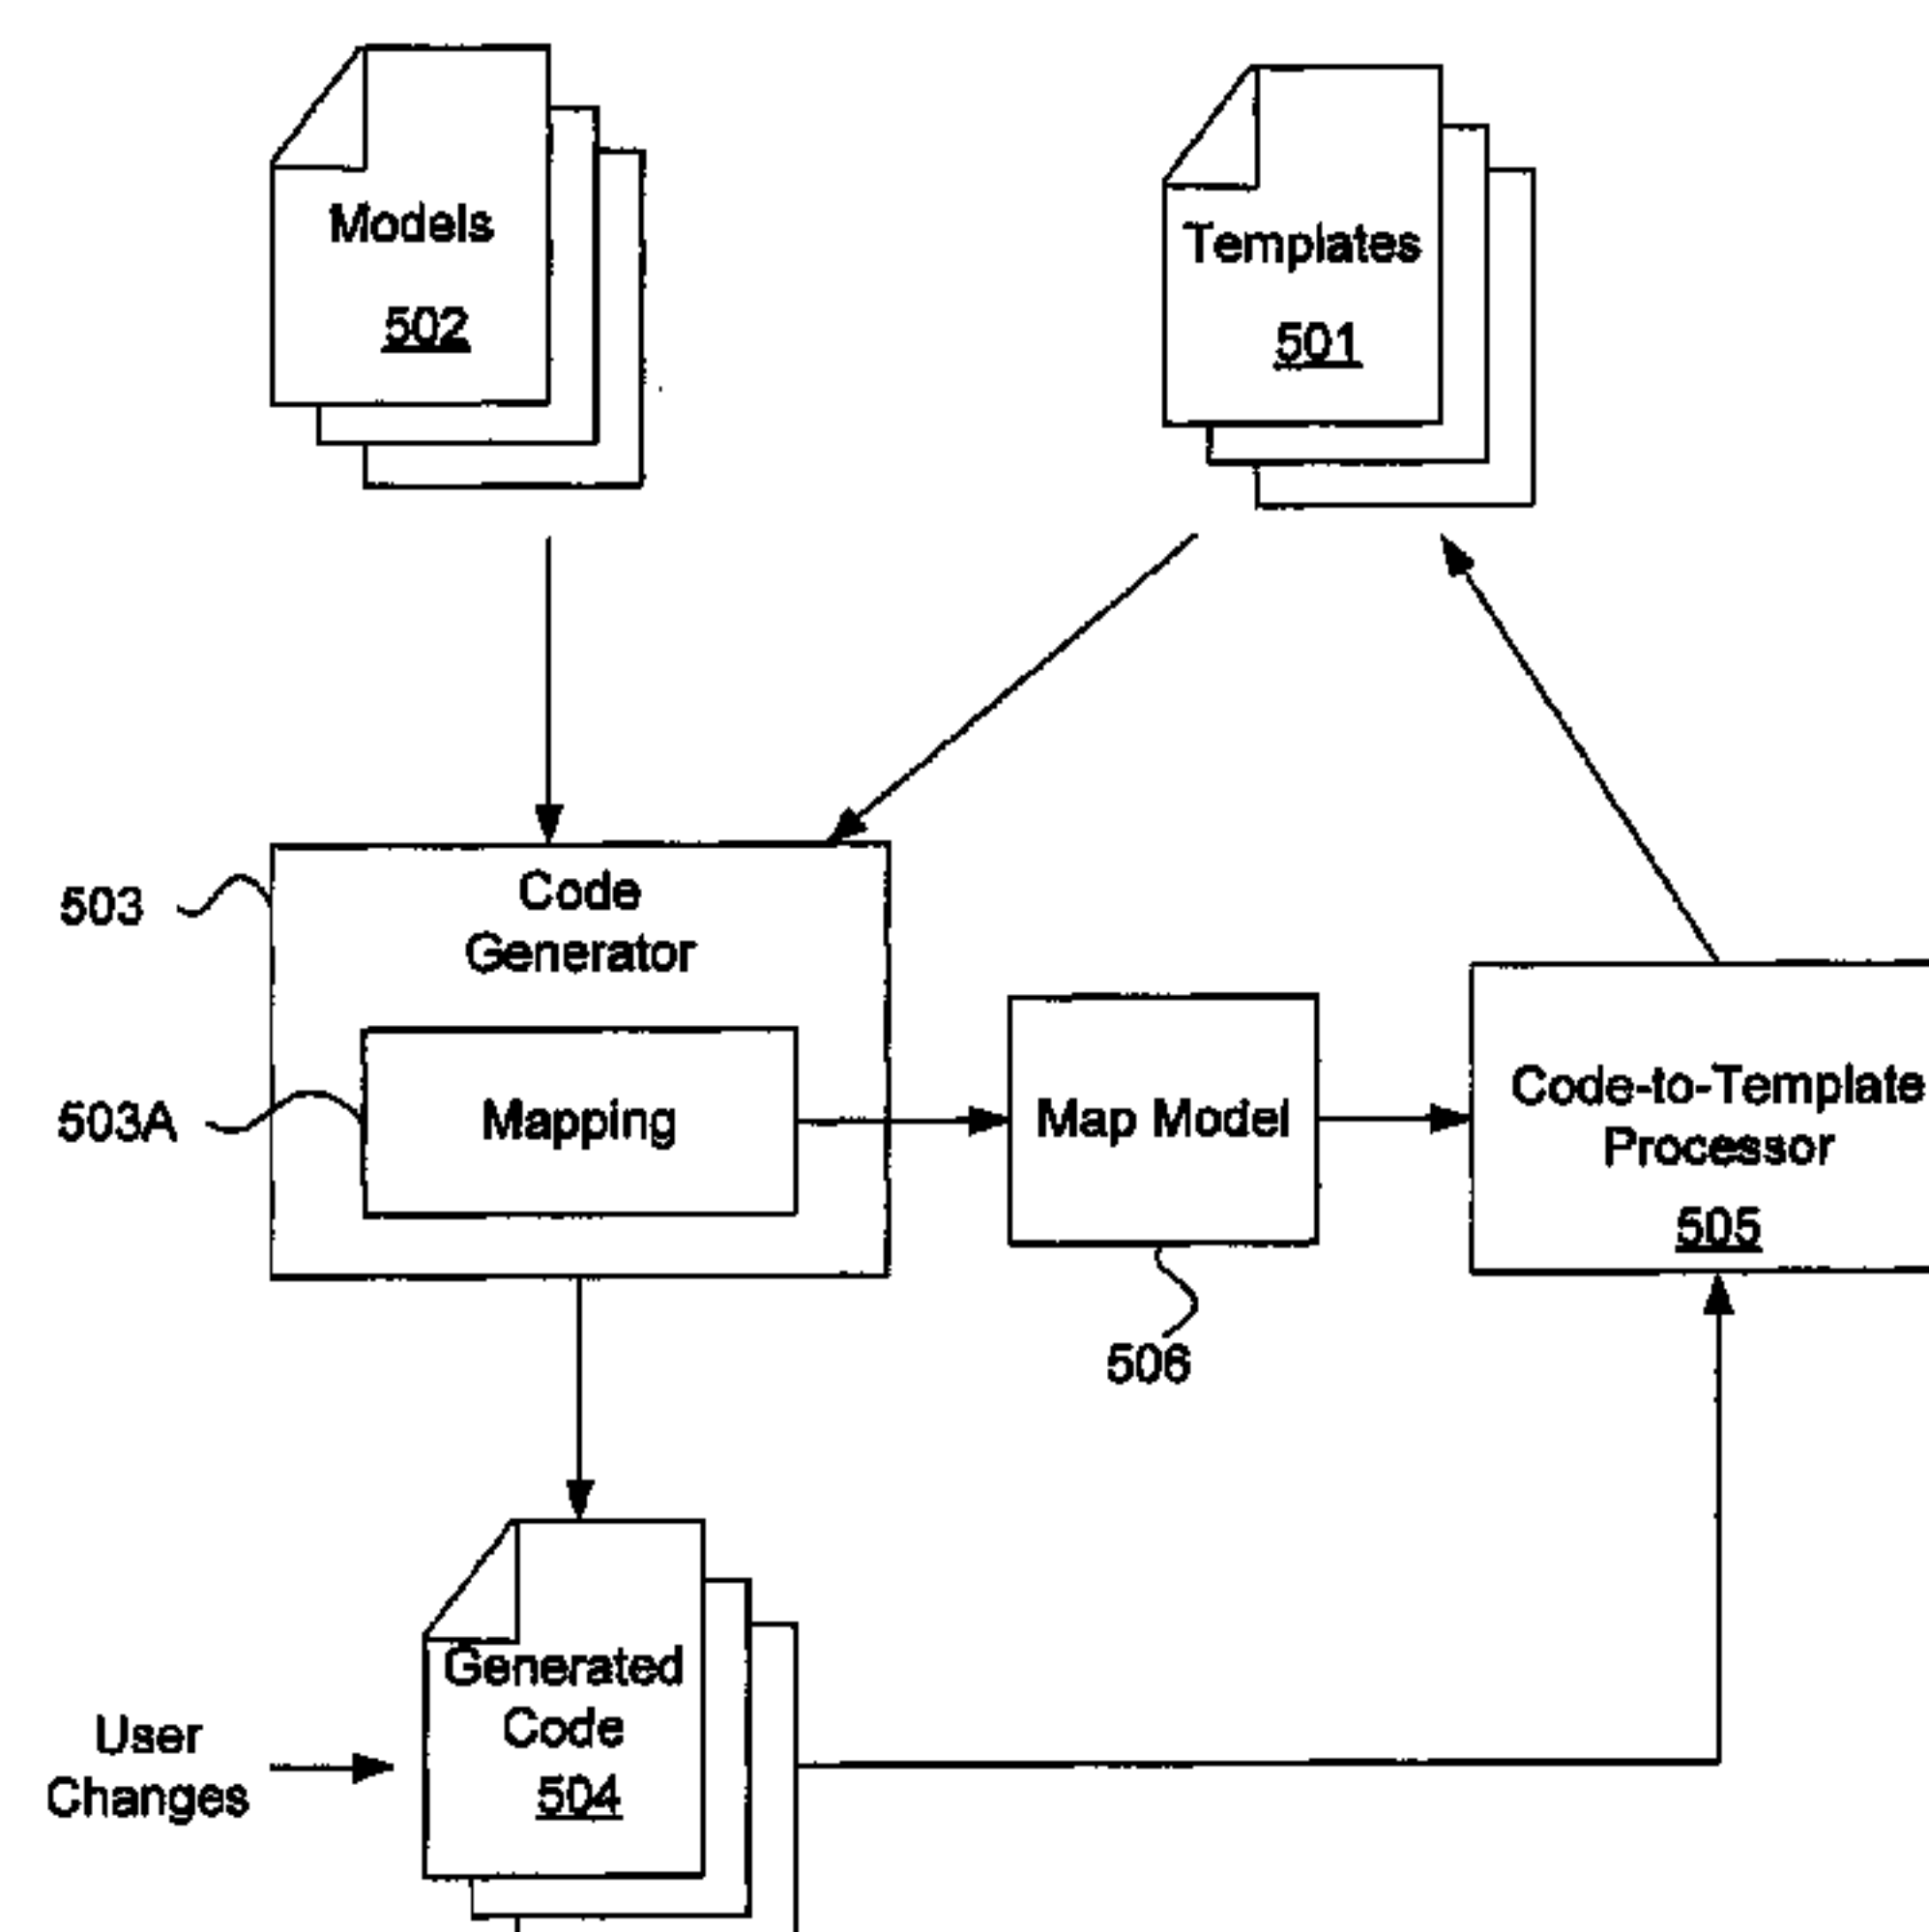 Models
502
Templates
501
503
Code
Generator
503A
Mapping
Map Model
506
Code-to-Template
Processor
505
Generated
Code
504
User
Changes